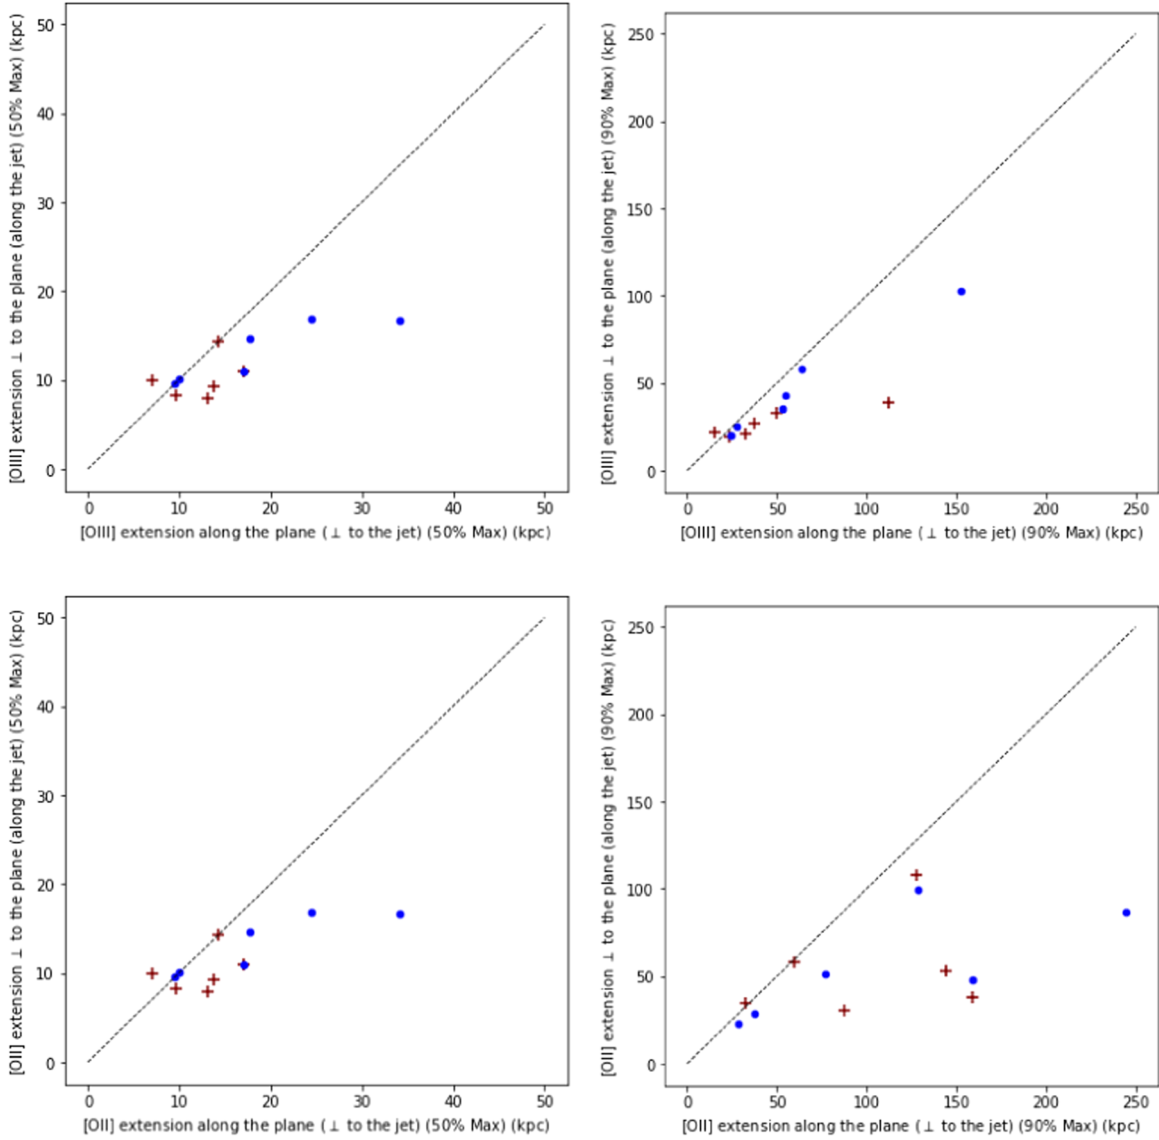 [OIII] extension ⊥ to the plane (along the jet) (50% Max) (kpc)
50
40
30
20
10
0
0 10 20 30 40 50
[OIII] extension along the plane (⊥ to the jet) (50% Max) (kpc)
[OIII] extension ⊥ to the plane (along the jet) (90% Max) (kpc)
250
200
150
100
50
0
0 50 100 150 200 250
[OIII] extension along the plane (⊥ to the jet) (90% Max) (kpc)
[OII] extension ⊥ to the plane (along the jet) (50% Max) (kpc)
50
40
30
20
10
0
0 10 20 30 40 50
[OII] extension along the plane (⊥ to the jet) (50% Max) (kpc)
[OII] extension ⊥ to the plane (along the jet) (90% Max) (kpc)
250
200
150
100
50
0
0 50 100 150 200 250
[OII] extension along the plane (⊥ to the jet) (90% Max) (kpc)